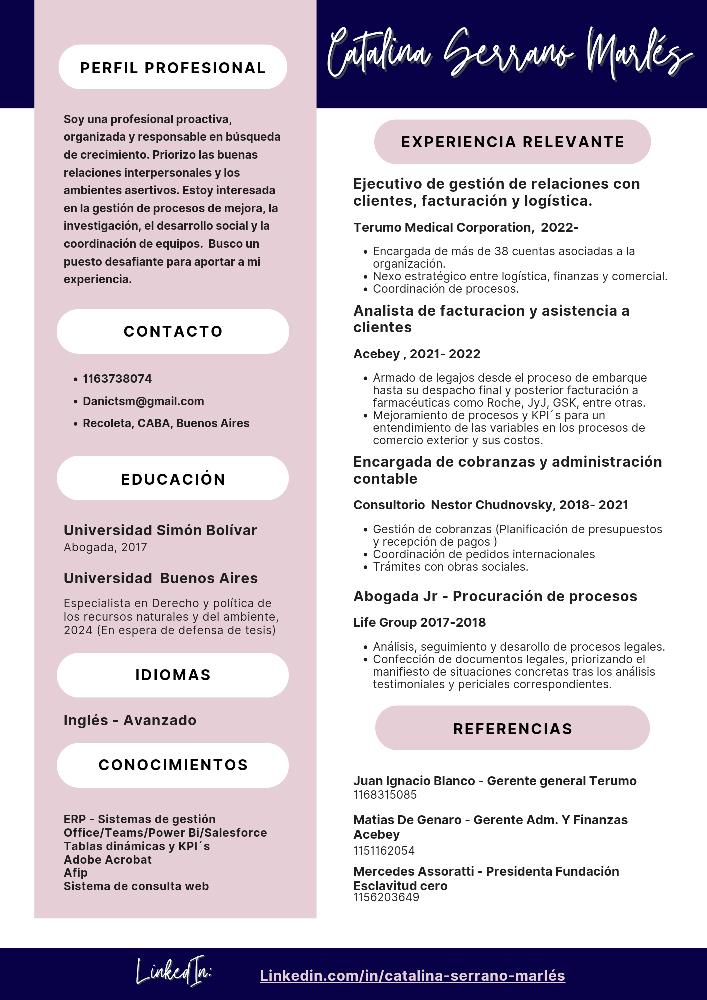 Catalina Serrano Marlés
PERFIL PROFESIONAL
Soy una profesional proactiva,
organizada y responsable en búsqueda
de crecimiento. Priorizo las buenas
relaciones interpersonales y los
ambientes asertivos. Estoy interesada
en la gestión de procesos de mejora, la
investigación, el desarrollo social y la
coordinación de equipos. Busco un
puesto desafiante para aportar a mi
experiencia.
CONTACTO
• 1163738074
• Danictsm@gmail.com
• Recoleta, CABA, Buenos Aires
EDUCACIÓN
Universidad Simón Bolívar
Abogada, 2017
Universidad Buenos Aires
Especialista en Derecho y política de
los recursos naturales y del ambiente,
2024 (En espera de defensa de tesis)
IDIOMAS
Inglés - Avanzado
CONOCIMIENTOS
ERP - Sistemas de gestión
Office/Teams/Power Bi/Salesforce
Tablas dinámicas y KPI´s
Adobe Acrobat
Afip
Sistema de consulta web
EXPERIENCIA RELEVANTE
Ejecutivo de gestión de relaciones con
clientes, facturación y logística.
Terumo Medical Corporation, 2022-
• Encargada de más de 38 cuentas asociadas a la
organización.
• Nexo estratégico entre logística, finanzas y comercial.
• Coordinación de procesos.
Analista de facturacion y asistencia a
clientes
Acebey , 2021- 2022
• Armado de legajos desde el proceso de embarque
hasta su despacho final y posterior facturación a
farmacéuticas como Roche, JyJ, GSK, entre otras.
• Mejoramiento de procesos y KPI´s para un
entendimiento de las variables en los procesos de
comercio exterior y sus costos.
Encargada de cobranzas y administración
contable
Consultorio Nestor Chudnovsky, 2018- 2021
• Gestión de cobranzas (Planificación de presupuestos
y recepción de pagos )
• Coordinación de pedidos internacionales
• Trámites con obras sociales.
Abogada Jr - Procuración de procesos
Life Group 2017-2018
• Análisis, seguimiento y desarollo de procesos legales.
• Confección de documentos legales, priorizando el
manifiesto de situaciones concretas tras los análisis
testimoniales y periciales correspondientes.
REFERENCIAS
Juan Ignacio Blanco - Gerente general Terumo
1168315085
Matias De Genaro - Gerente Adm. Y Finanzas
Acebey
1151162054
Mercedes Assoratti - Presidenta Fundación
Esclavitud cero
1156203649
LinkedIn:
Linkedin.com/in/catalina-serrano-marlés